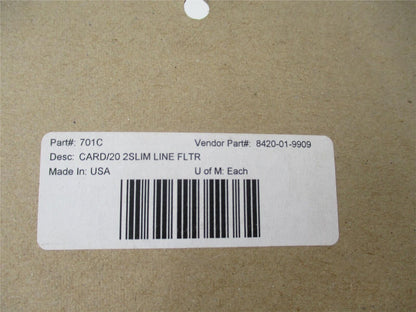 Part#: 701C Vendor Part#: 8420-01-9909
Desc: CARD/20 2SLIM LINE FLTR
Made In: USA U of M: Each